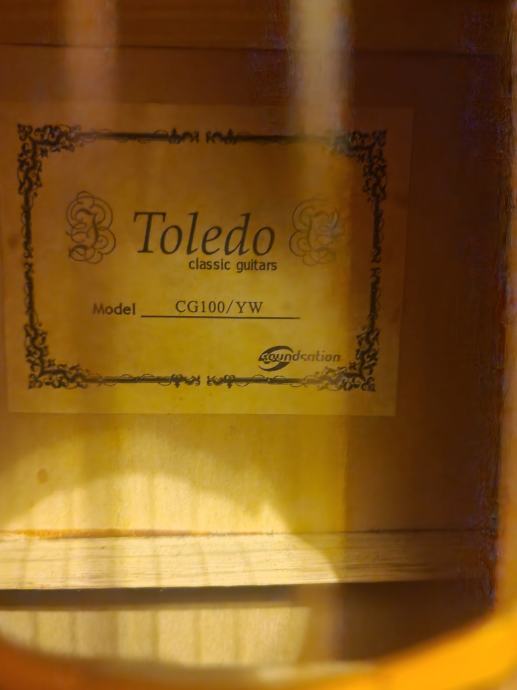 Toledo
classic guitars
Model CG100/YW
Soundsation